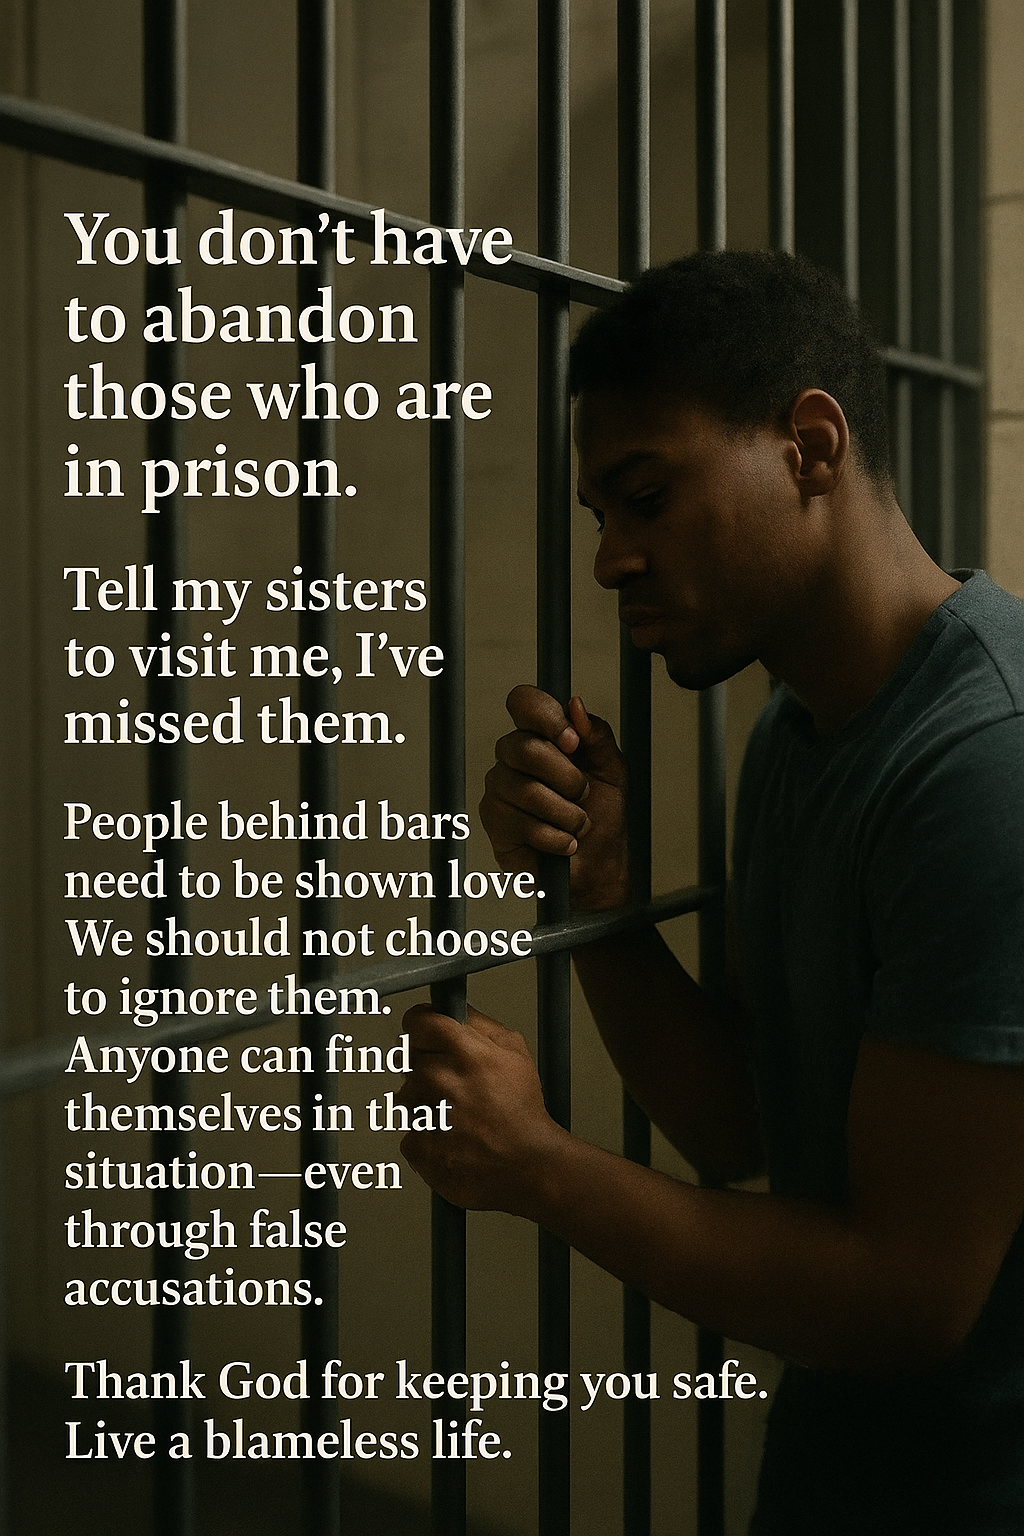 You don’t have
to abandon
those who are
in prison.
Tell my sisters
to visit me, I’ve
missed them.
People behind bars
need to be shown love.
We should not choose
to ignore them.
Anyone can find
themselves in that
situation—even
through false
accusations.
Thank God for keeping you safe.
Live a blameless life.